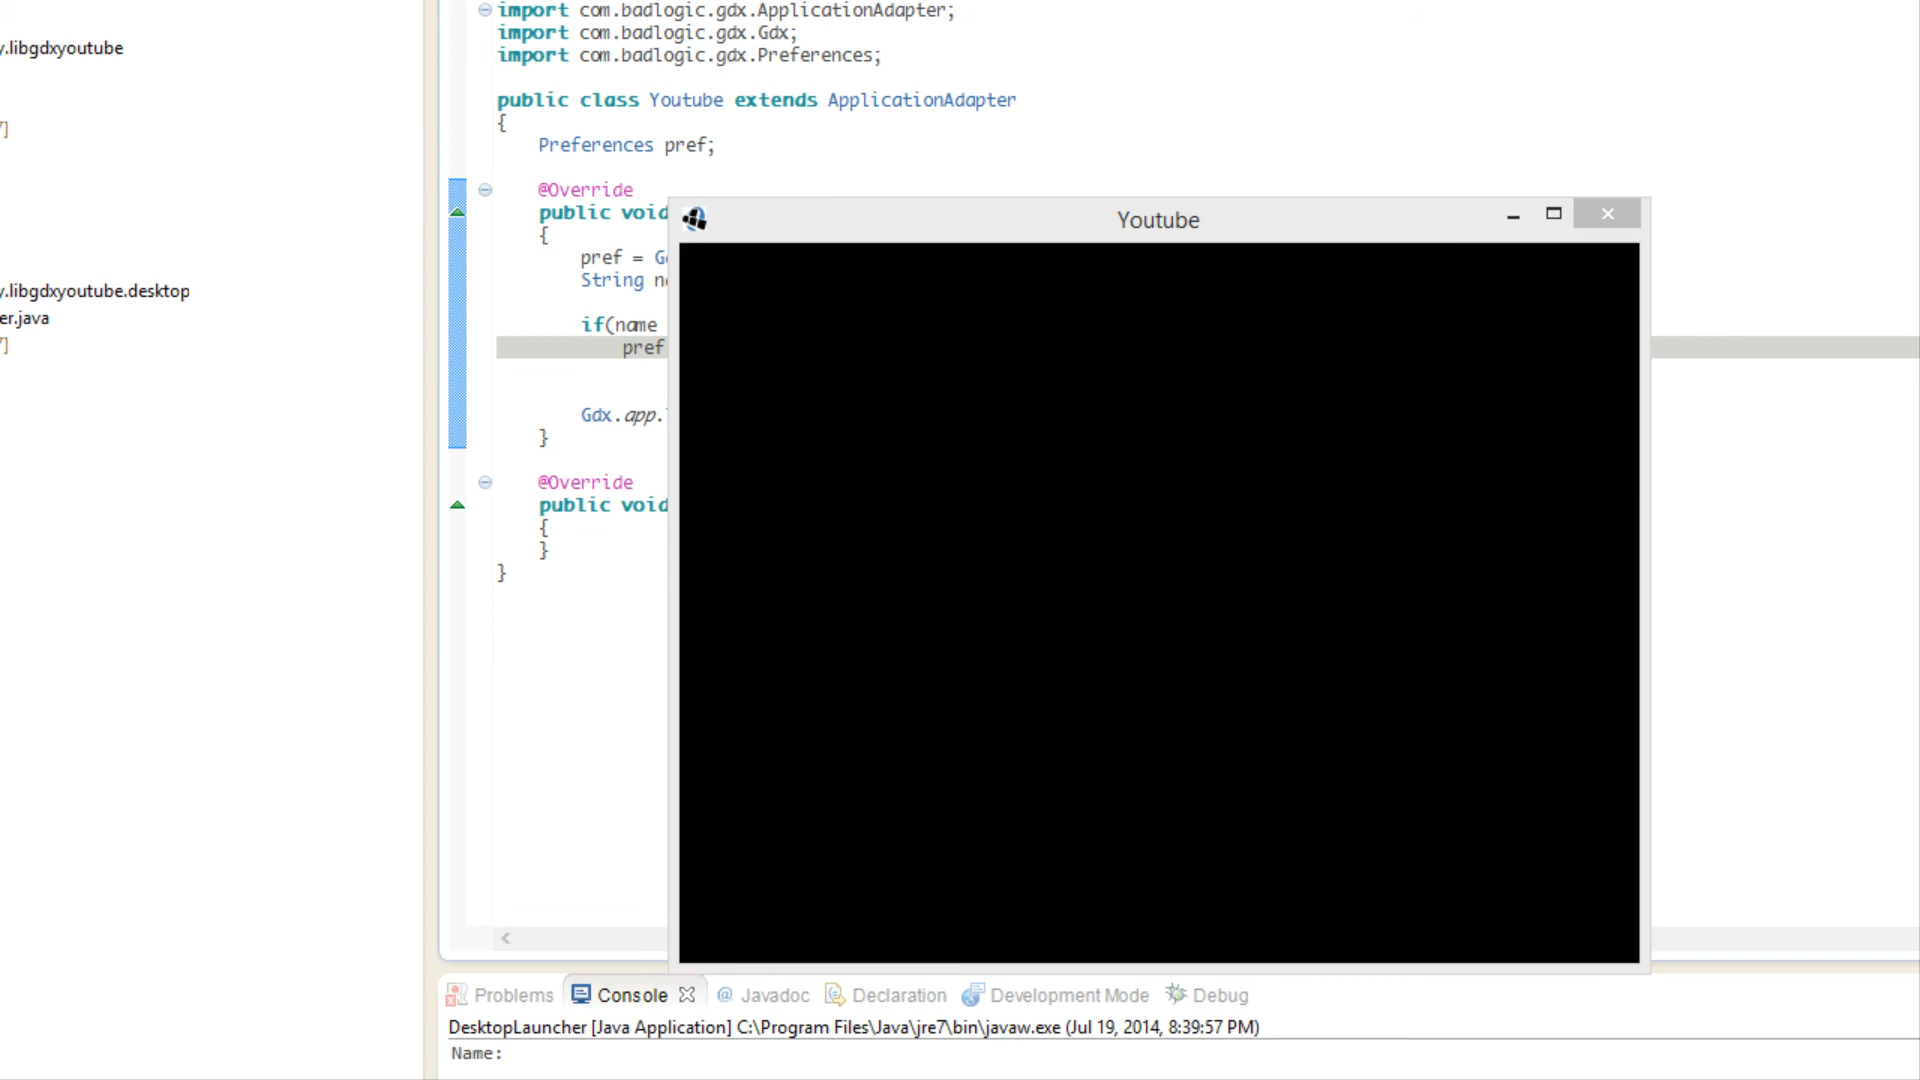 y.libgdxyoutube
7]
y.libgdxyoutube.desktop
er.java
7]
import com.badlogic.gdx.ApplicationAdapter;
import com.badlogic.gdx.Gdx;
import com.badlogic.gdx.Preferences;
public class Youtube extends ApplicationAdapter
{
Preferences pref;
@Override
public void
{
pref = G
String n
if(name
pref
Gdx.app.
}
@Override
public void
{
}
}
Youtube
Problems Console Javadoc Declaration Development Mode Debug
DesktopLauncher [Java Application] C:\Program Files\Java\jre7\bin\javaw.exe (Jul 19, 2014, 8:39:57 PM)
Name: